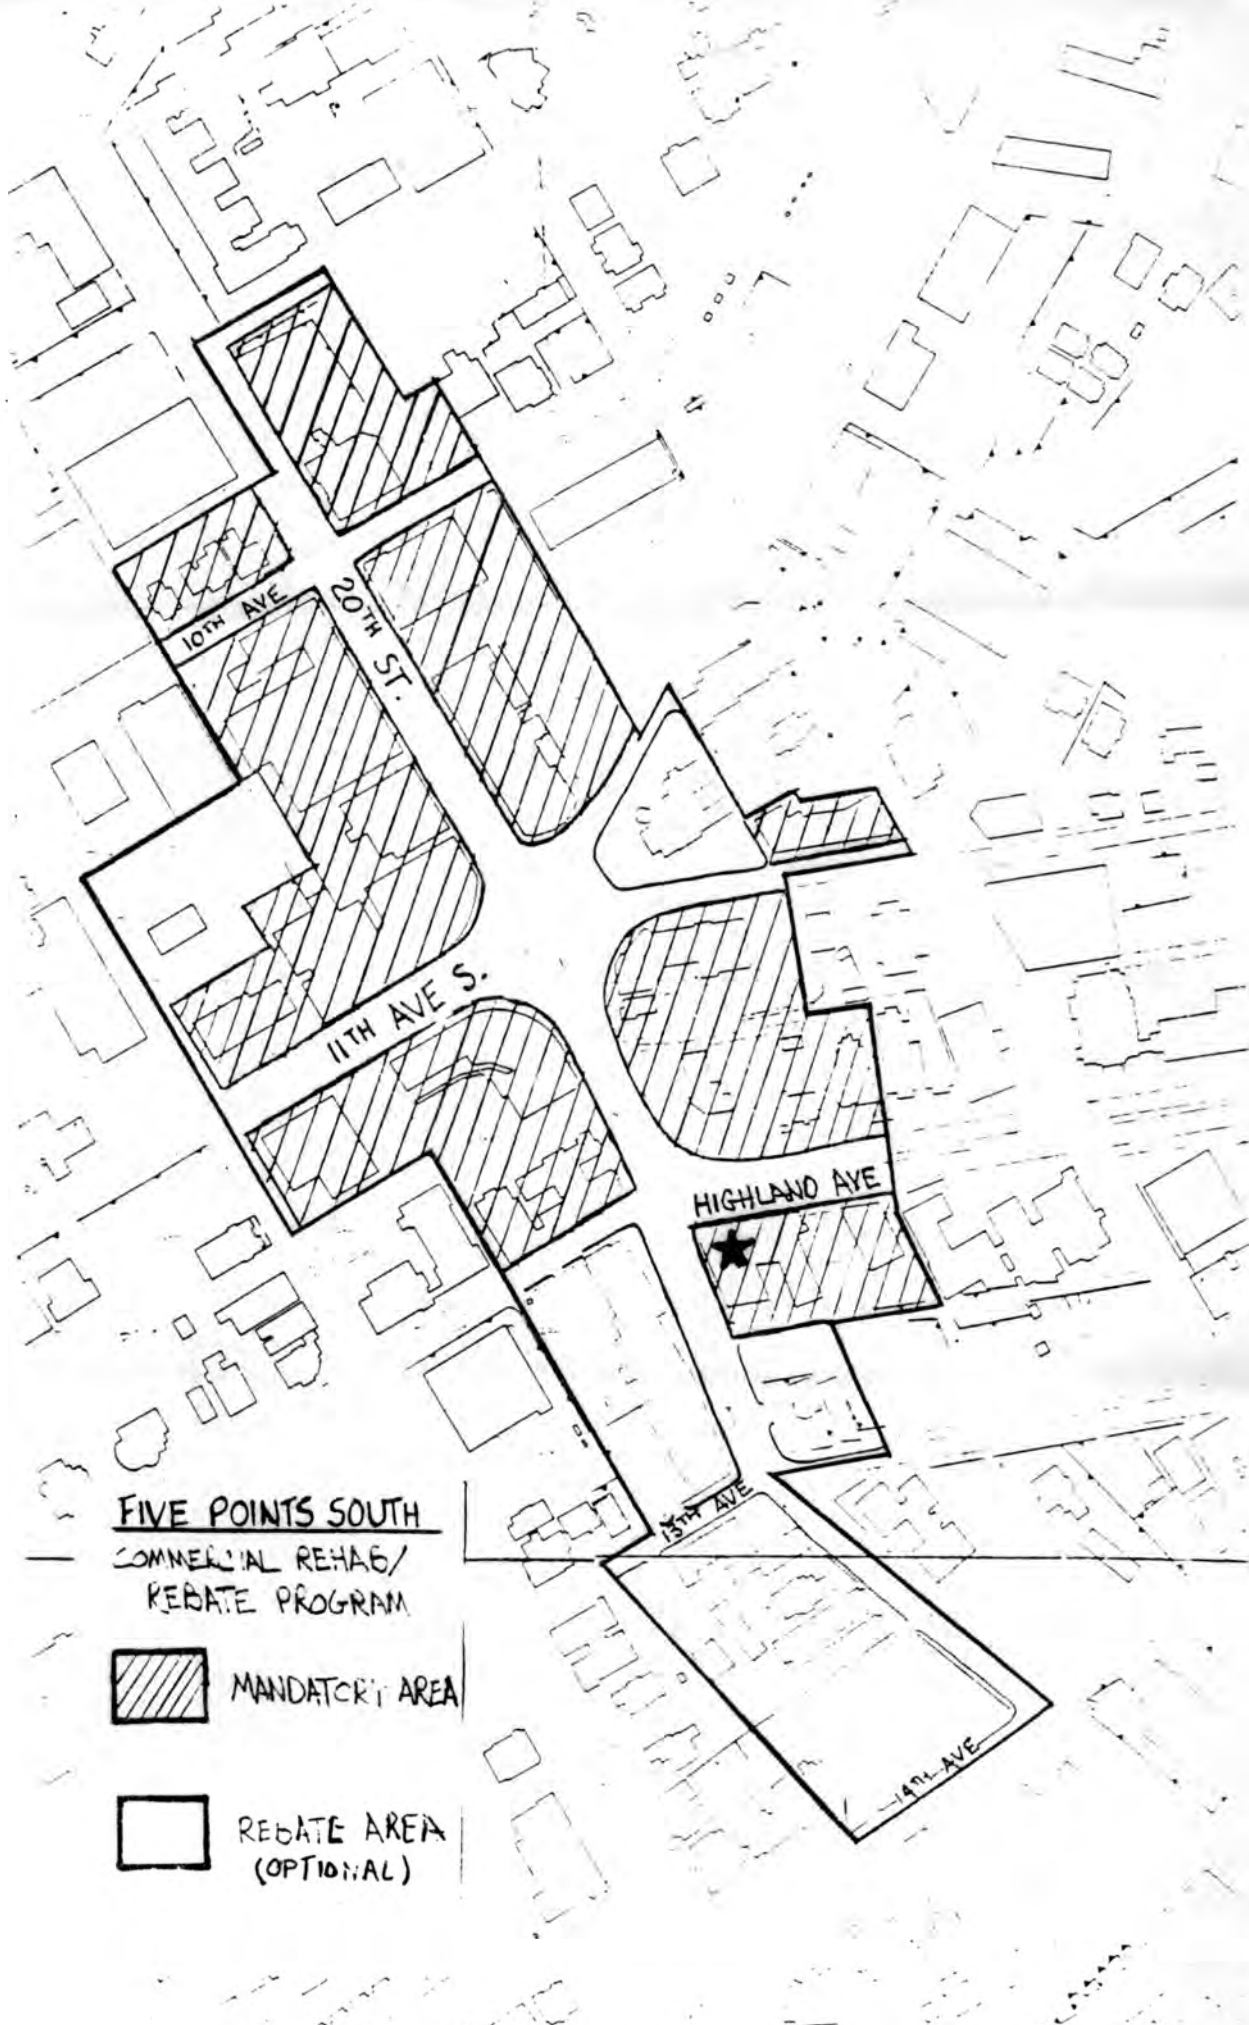 10TH AVE
20TH ST.
11TH AVE S.
HIGHLAND AVE
13TH AVE
14TH AVE
FIVE POINTS SOUTH
COMMERCIAL REHAB/
REBATE PROGRAM
MANDATORY AREA
REBATE AREA
(OPTIONAL)